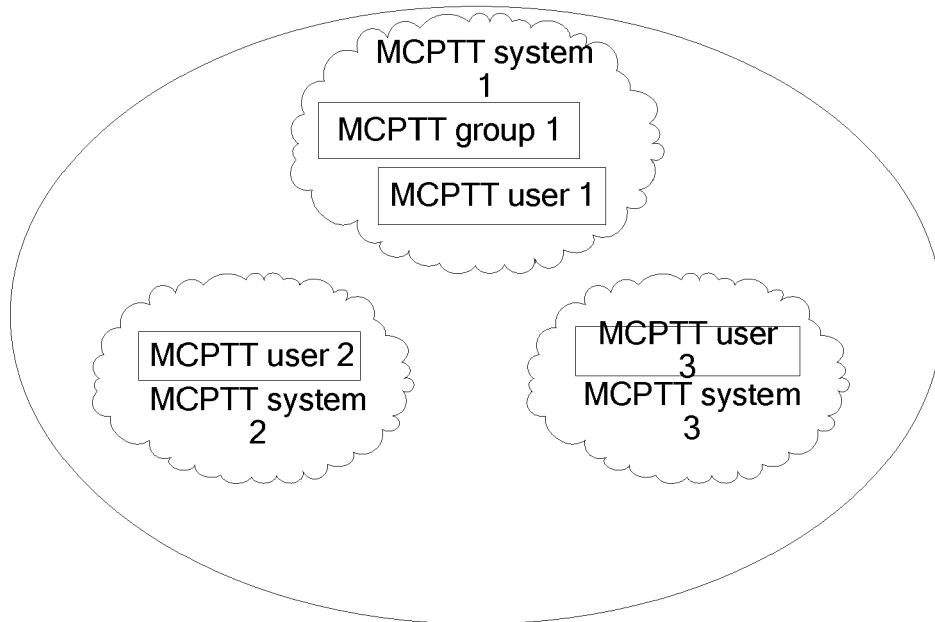 MCPTT system
1
MCPTT group 1
MCPTT user 1
MCPTT user 2
MCPTT system
2
MCPTT user
3
MCPTT system
3